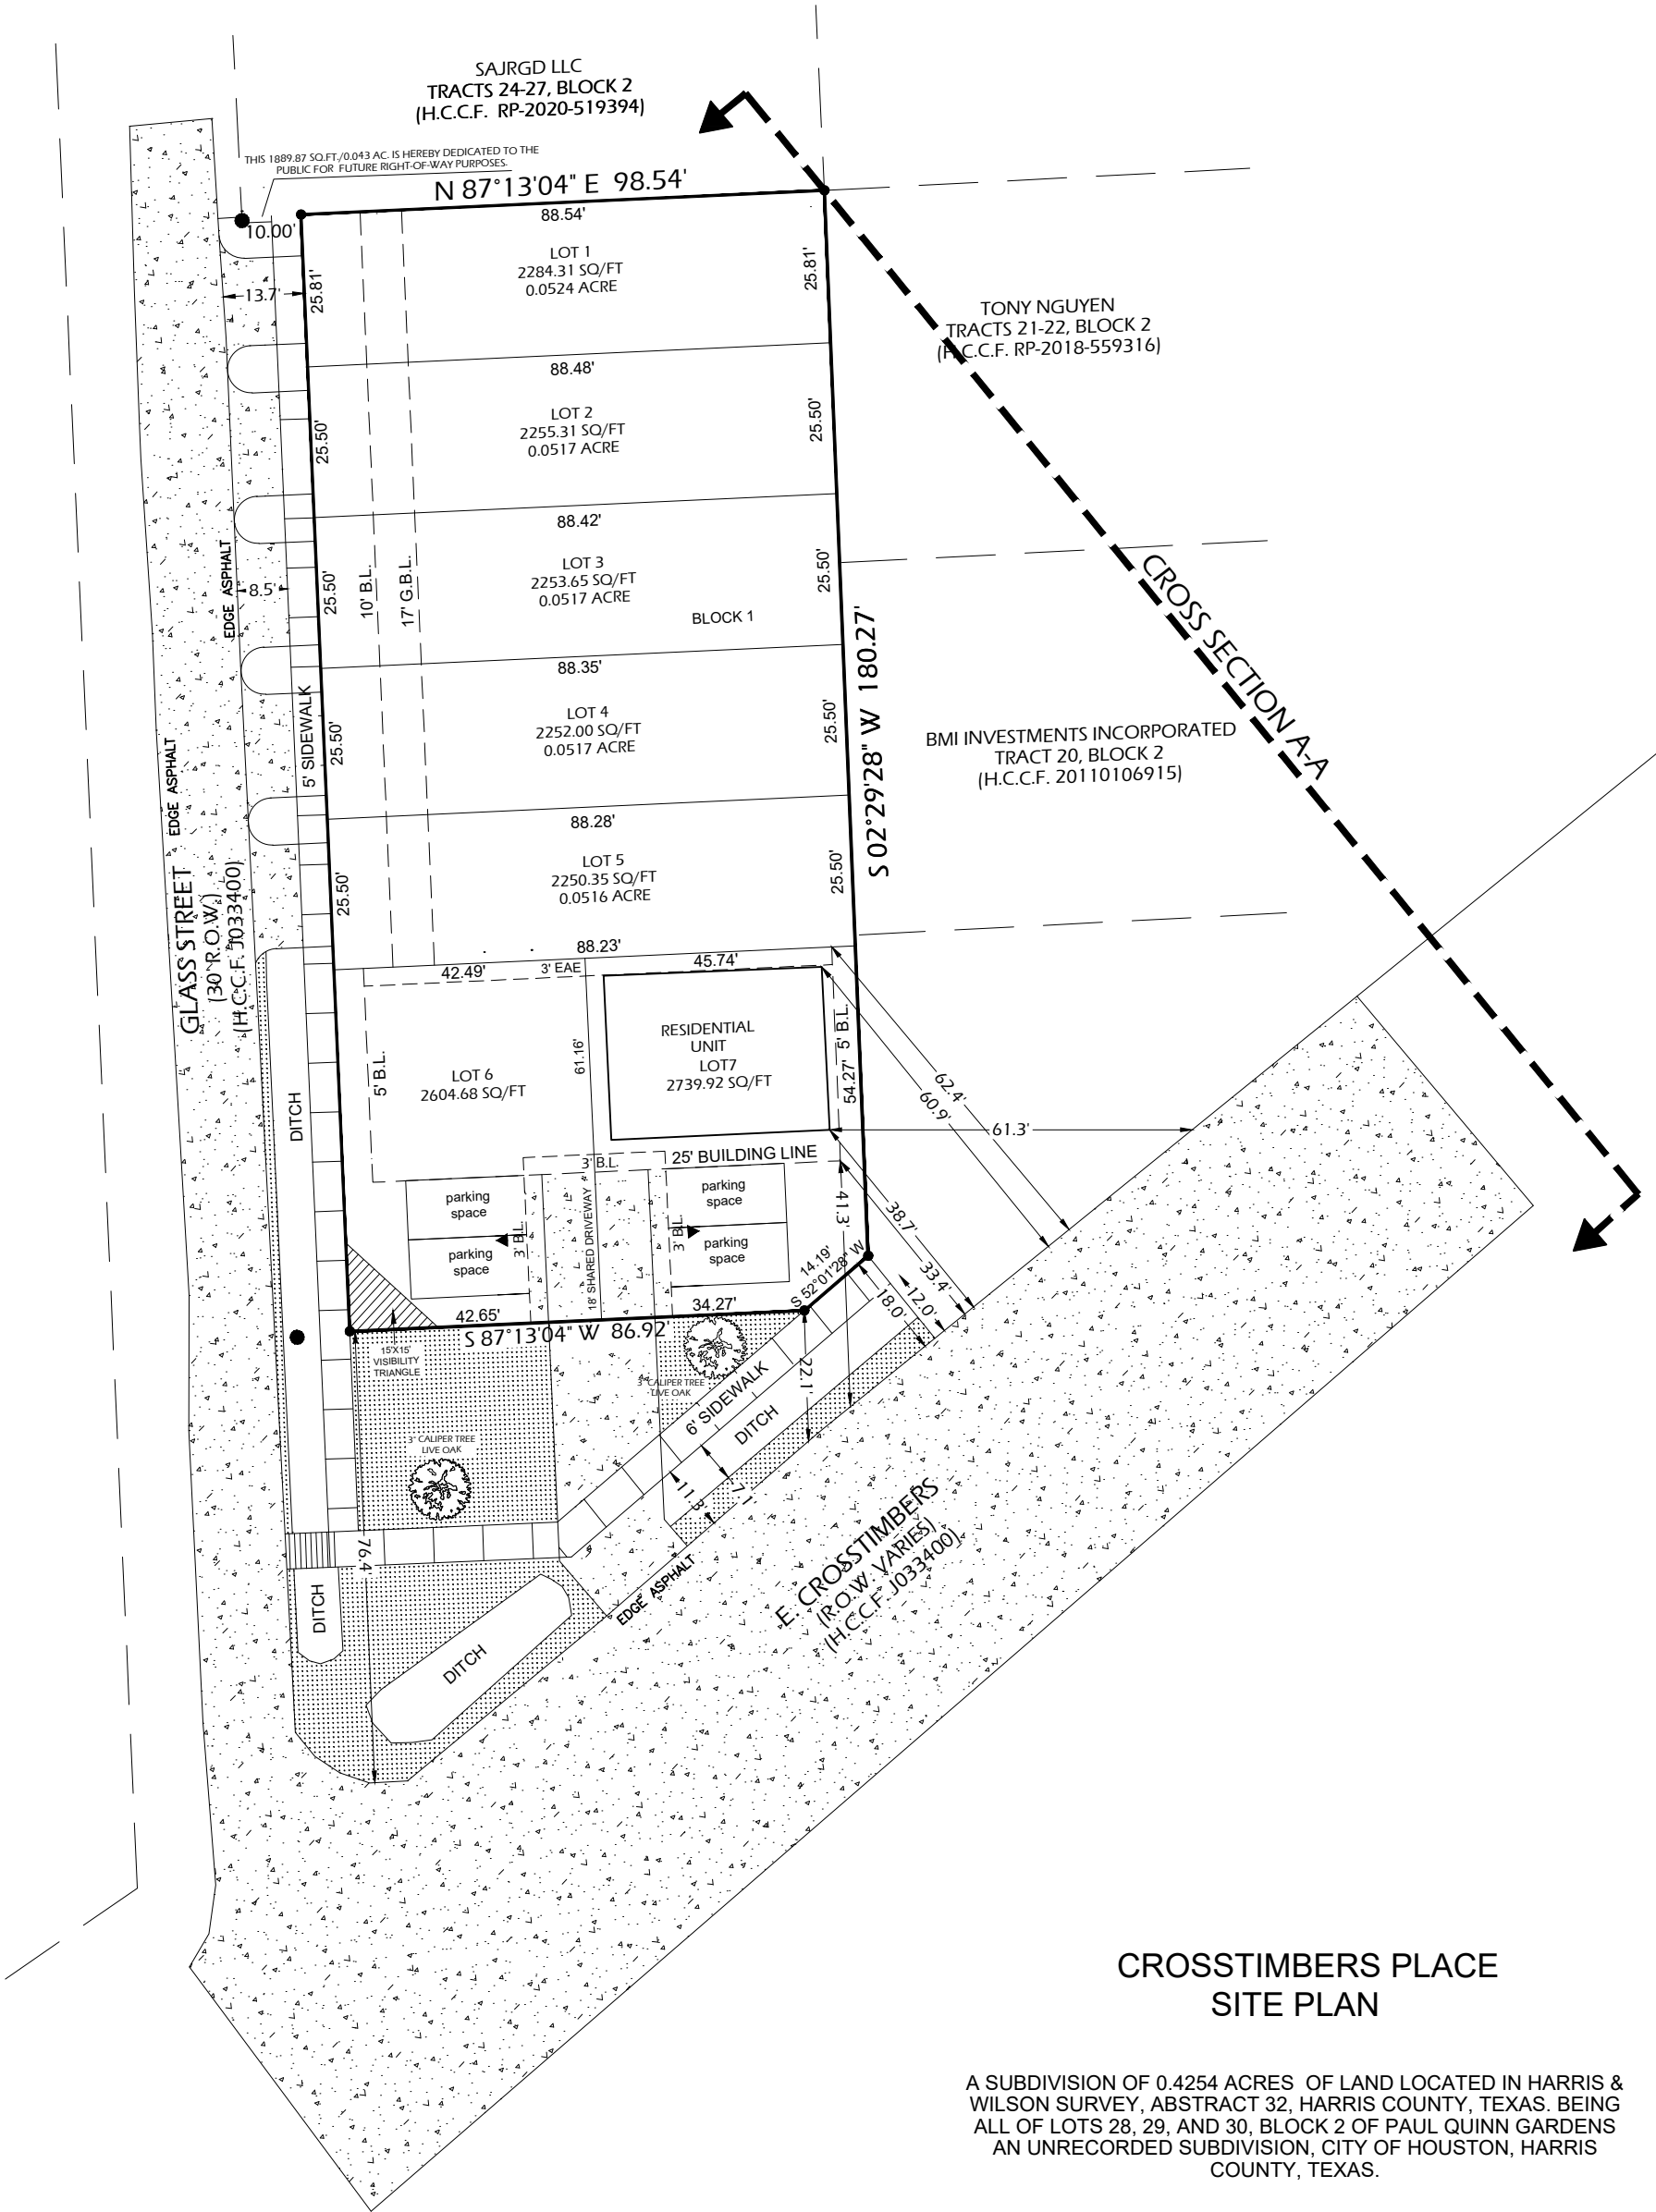 SAJRGD LLC
TRACTS 24-27, BLOCK 2
(H.C.C.F. RP-2020-519394)
THIS 1889.87 SQ.FT./0.043 AC. IS HEREBY DEDICATED TO THE
PUBLIC FOR FUTURE RIGHT-OF-WAY PURPOSES.
N 87°13'04" E 98.54'
10.00'
88.54'
LOT 1
2284.31 SQ/FT
0.0524 ACRE
25.81'
25.81'
13.7'
TONY NGUYEN
TRACTS 21-22, BLOCK 2
(H.C.C.F. RP-2018-559316)
88.48'
LOT 2
2255.31 SQ/FT
0.0517 ACRE
25.50'
25.50'
88.42'
LOT 3
2253.65 SQ/FT
0.0517 ACRE
BLOCK 1
EDGE ASPHALT
8.5'
25.50'
10' B.L.
17' G.B.L.
25.50'
CROSS SECTION A-A
S 02°29'28" W 180.27'
88.35'
LOT 4
2252.00 SQ/FT
0.0517 ACRE
5' SIDEWALK
25.50'
25.50'
BMI INVESTMENTS INCORPORATED
TRACT 20, BLOCK 2
(H.C.C.F. 20110106915)
EDGE ASPHALT
88.28'
LOT 5
2250.35 SQ/FT
0.0516 ACRE
25.50'
25.50'
GLASS STREET
(30' R.O.W.)
(H.C.C.F. J033400)
88.23'
42.49'
3' EAE
45.74'
RESIDENTIAL
UNIT
LOT7
2739.92 SQ/FT
LOT 6
2604.68 SQ/FT
5' B.L.
61.16'
5' B.L.
54.27'
DITCH
62.4'
60.9'
61.3'
3' B.L.
25' BUILDING LINE
parking
space
parking
space
parking
space
parking
space
3' B.L.
18' SHARED DRIVEWAY
3' B.L.
41.3'
38.7'
33.4'
14.19'
S 52°01'28" W
18.0'
12.0'
42.65'
34.27'
S 87°13'04" W 86.92'
15'X15'
VISIBILITY
TRIANGLE
3" CALIPER TREE
LIVE OAK
22.1'
6' SIDEWALK
DITCH
3" CALIPER TREE
LIVE OAK
7.1'
11.3'
76.4'
EDGE ASPHALT
E. CROSSTIMBERS
(R.O.W. VARIES)
(H.C.C.F. J033400)
DITCH
DITCH
CROSSTIMBERS PLACE
SITE PLAN
A SUBDIVISION OF 0.4254 ACRES OF LAND LOCATED IN HARRIS &
WILSON SURVEY, ABSTRACT 32, HARRIS COUNTY, TEXAS. BEING
ALL OF LOTS 28, 29, AND 30, BLOCK 2 OF PAUL QUINN GARDENS
AN UNRECORDED SUBDIVISION, CITY OF HOUSTON, HARRIS
COUNTY, TEXAS.